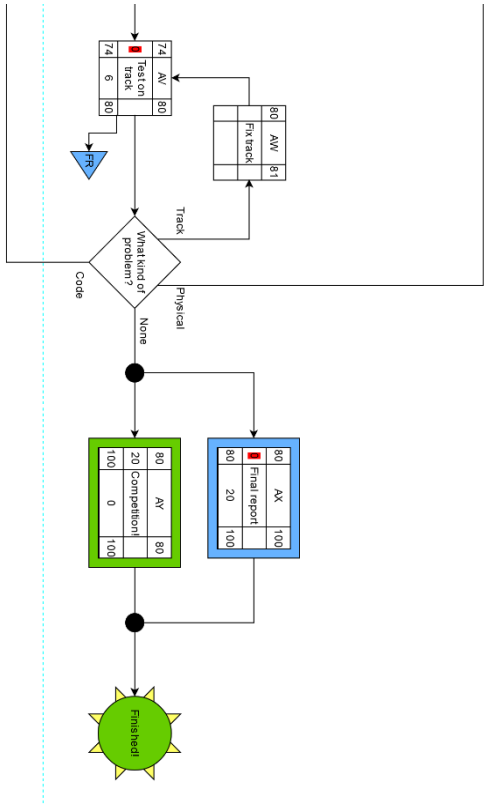 74 AV 80
0 Test on
track
74 6 80
FR
80 AW 81
Fix track
What kind of
problem?
Track
Physical
Code
None
80 AX 100
0 Final report
80 20 100
80 AY 80
20 Competition!
100 0 100
Finished!